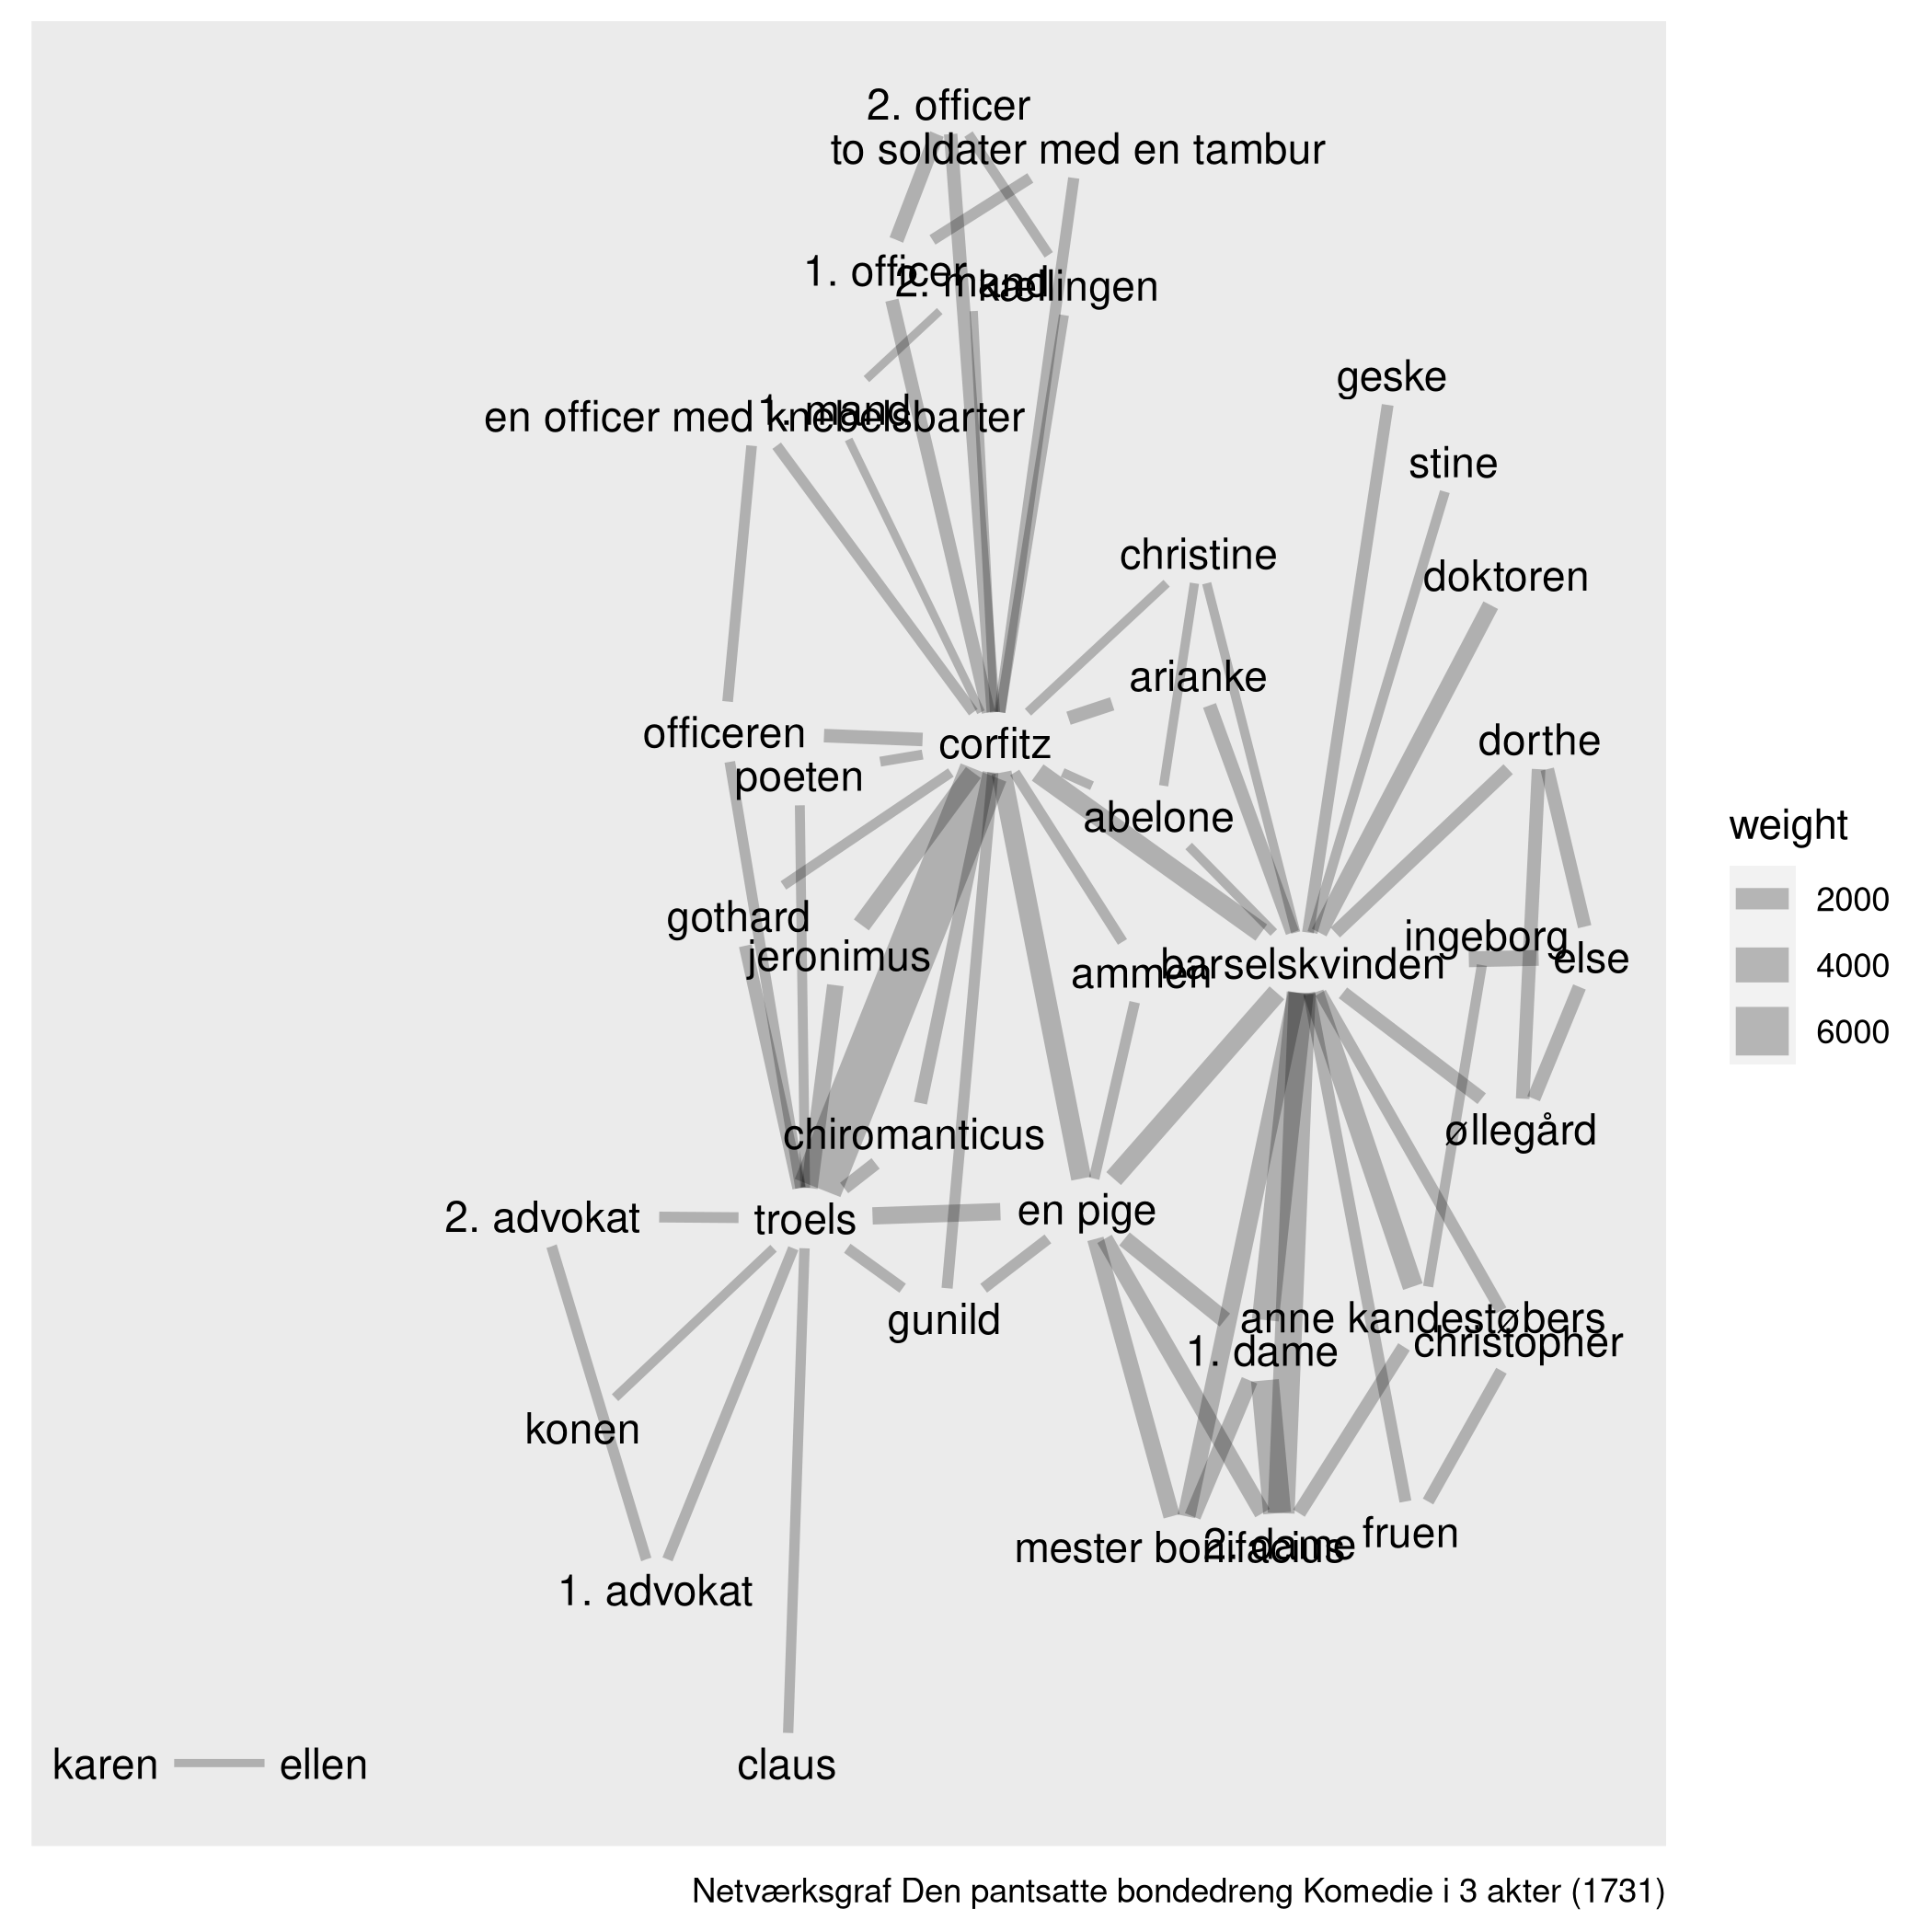 2. officer
to soldater med en tambur
1. officer
2. mand
kællingen
geske
1. mand
en officer med knebelsbarter
stine
christine
doktoren
arianke
officeren
corfitz
dorthe
poeten
abelone
weight
2000
4000
6000
gothard
ingeborg
jeronimus
ammen
barselskvinden
else
chiromanticus
øllegård
2. advokat
troels
en pige
gunild
anne kandestøbers
christopher
1. dame
konen
mester bonifacius
2. dame
fruen
1. advokat
karen
ellen
claus
Netværksgraf Den pantsatte bondedreng Komedie i 3 akter (1731)